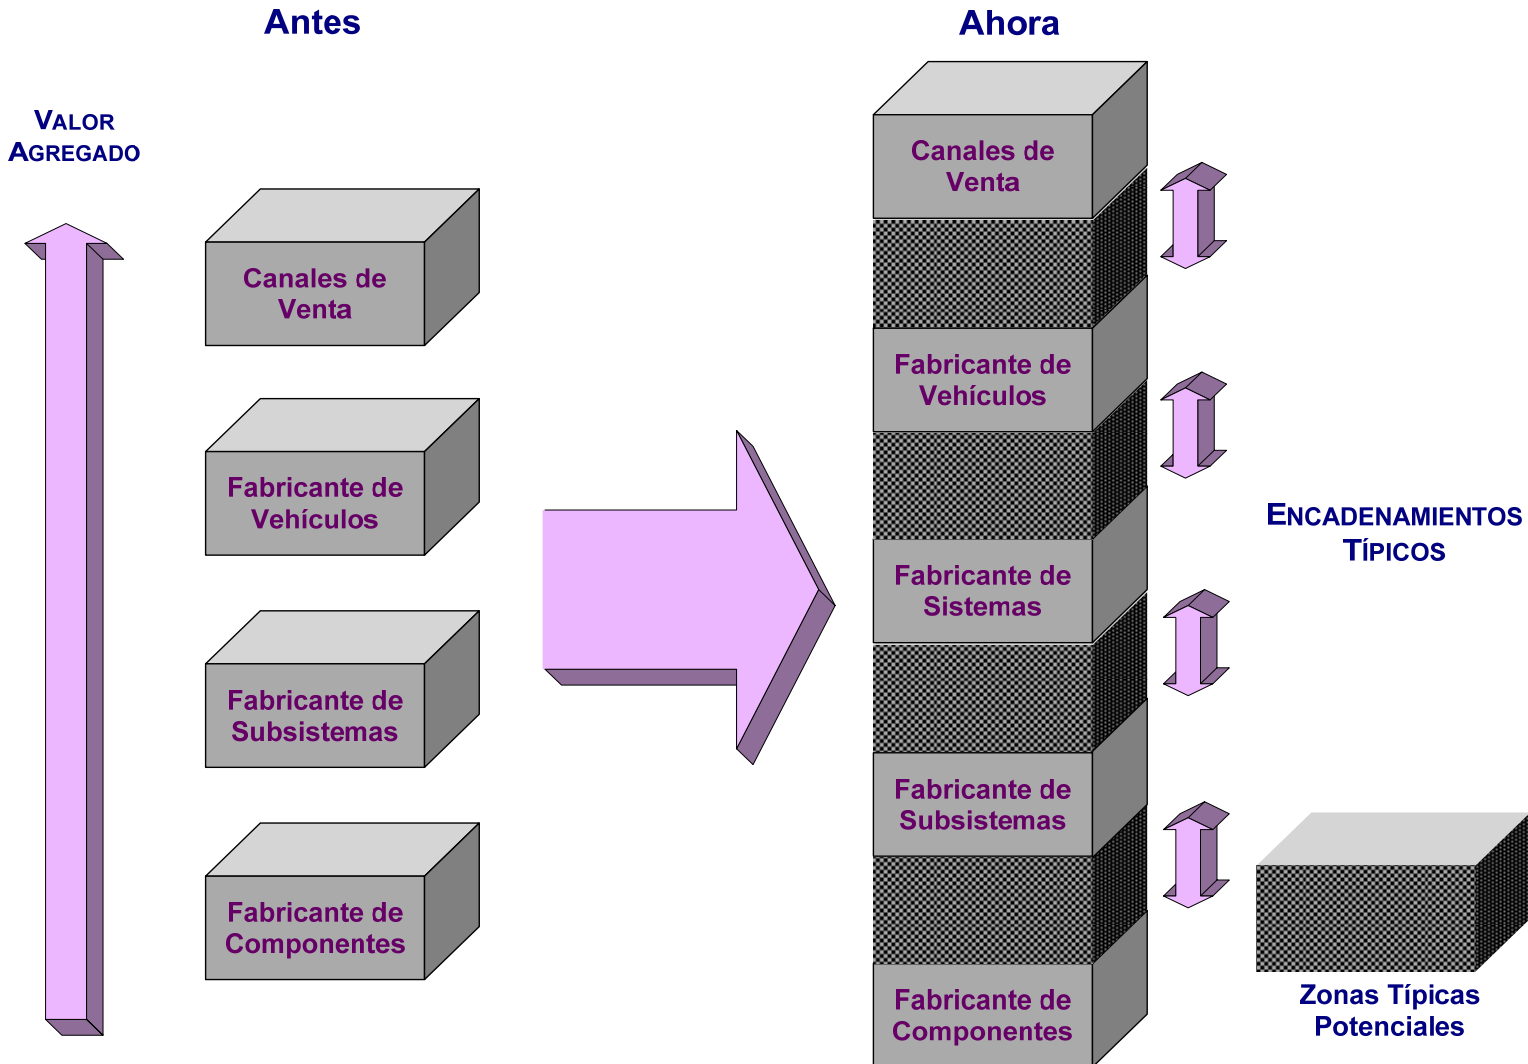 Antes
Ahora
VALOR
AGREGADO
Canales de
Venta
Fabricante de
Vehículos
Fabricante de
Subsistemas
Fabricante de
Componentes
Canales de
Venta
Fabricante de
Vehículos
Fabricante de
Sistemas
Fabricante de
Subsistemas
Fabricante de
Componentes
ENCADENAMIENTOS
TÍPICOS
Zonas Típicas
Potenciales